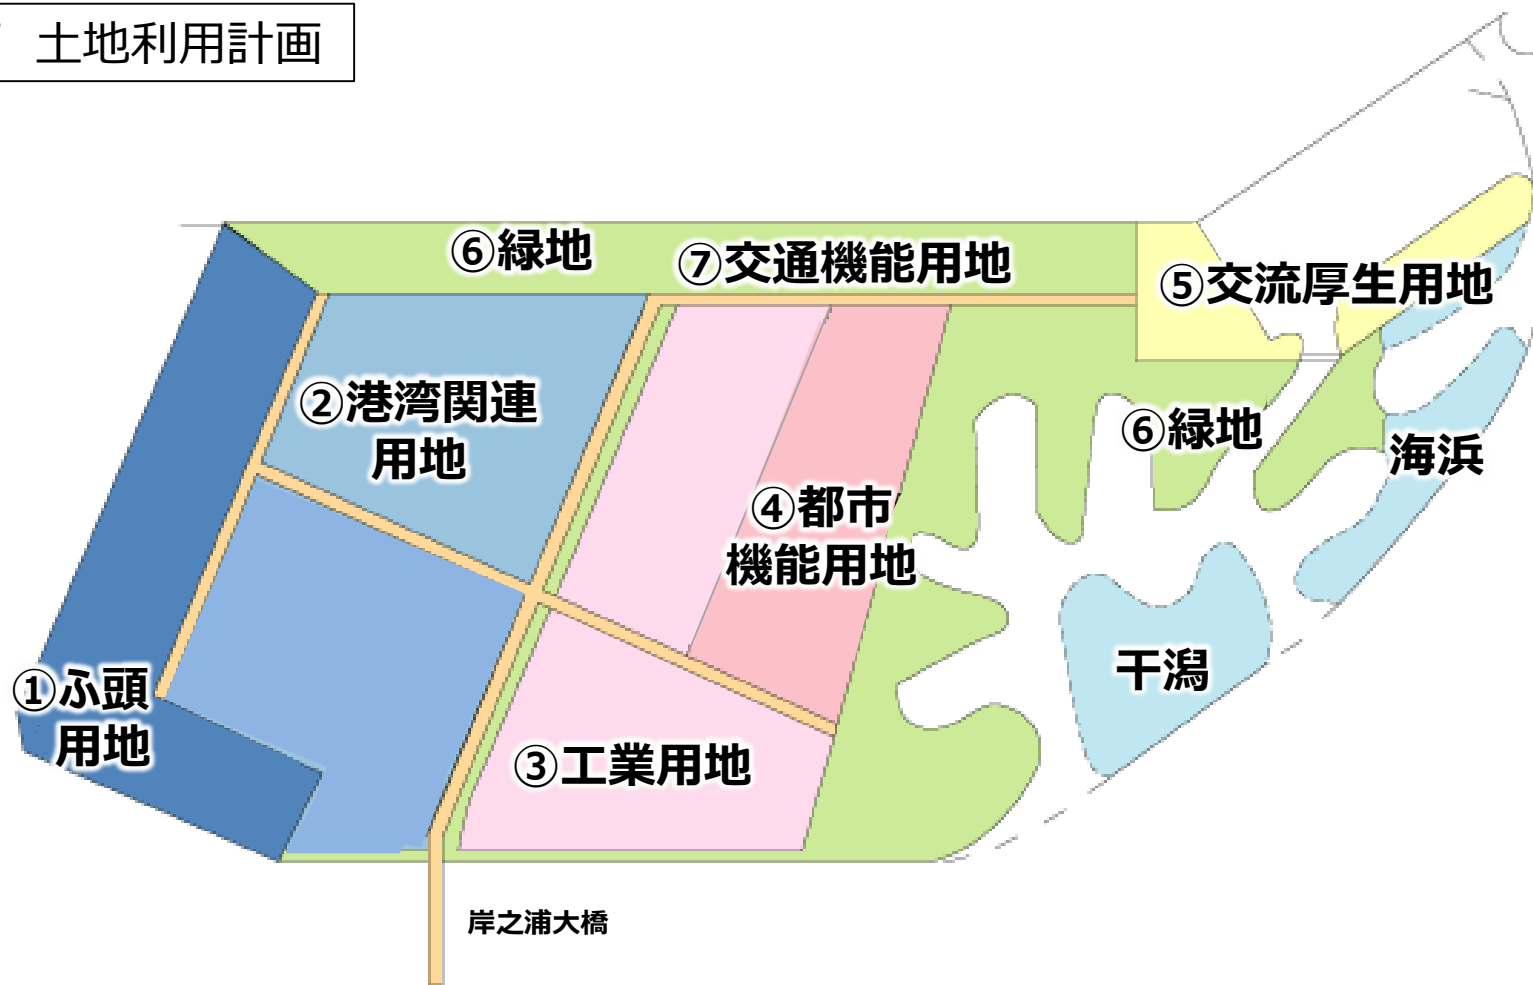 土地利用計画
⑥緑地
⑦交通機能用地
⑤交流厚生用地
②港湾関連
用地
⑥緑地
海浜
④都市
機能用地
①ふ頭
用地
干潟
③工業用地
岸之浦大橋